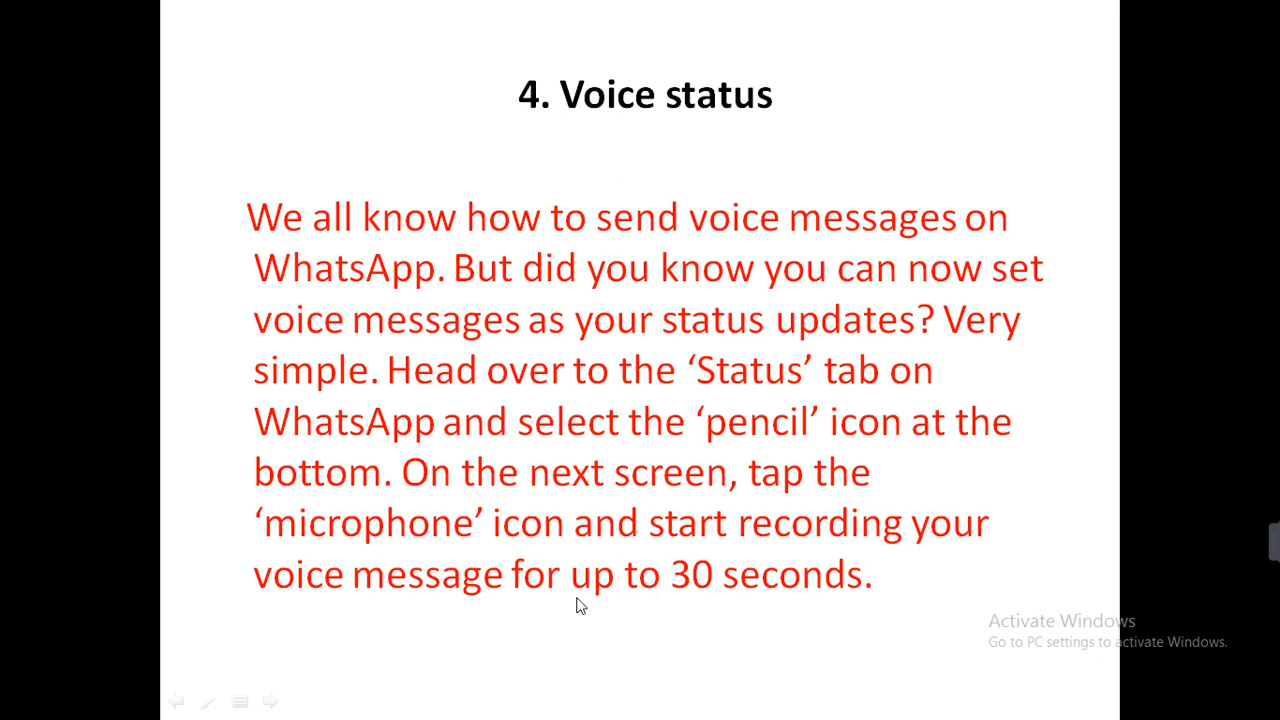 4. Voice status
We all know how to send voice messages on
WhatsApp. But did you know you can now set
voice messages as your status updates? Very
simple. Head over to the ‘Status’ tab on
WhatsApp and select the ‘pencil’ icon at the
bottom. On the next screen, tap the
‘microphone’ icon and start recording your
voice message for up to 30 seconds.
Activate Windows
Go to PC settings to activate Windows.